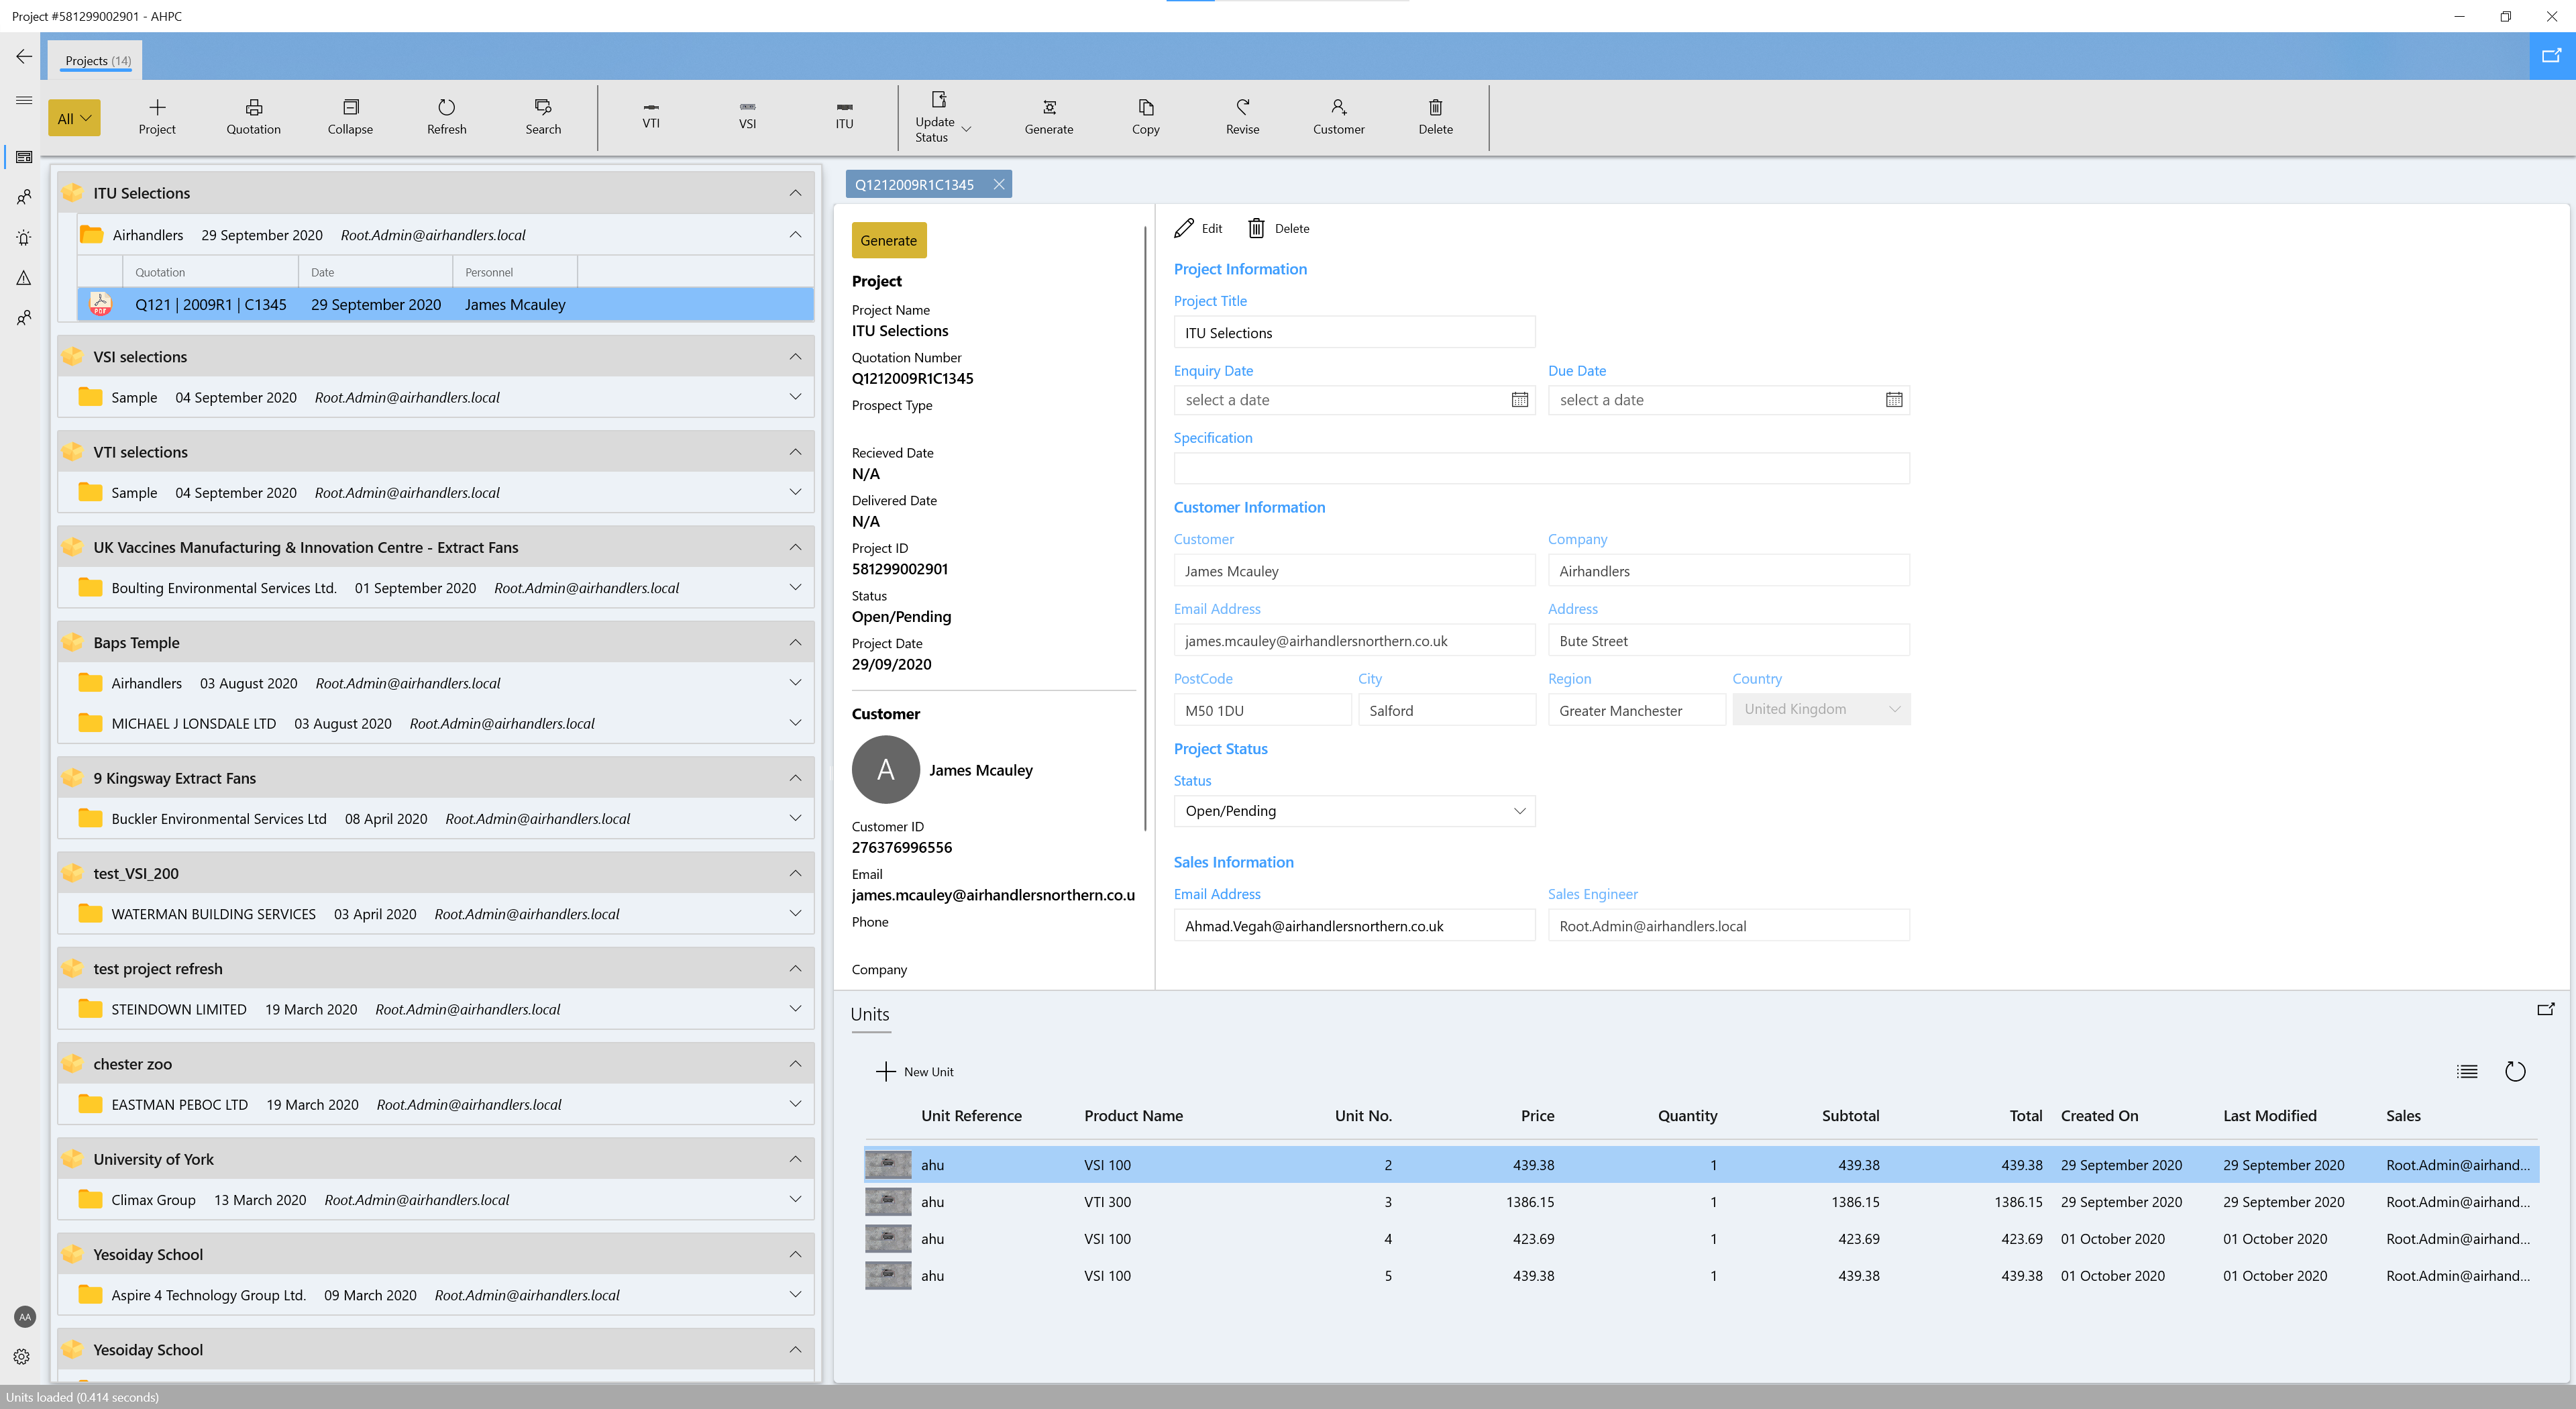 Project #581299002901 - AHPC
Projects (14)
All
Project
Quotation
Collapse
Refresh
Search
VTI
VSI
ITU
Update Status
Generate
Copy
Revise
Customer
Delete
ITU Selections
Airhandlers 29 September 2020 Root.Admin@airhandlers.local
Quotation Date Personnel
PDF Q121 | 2009R1 | C1345 29 September 2020 James Mcauley
VSI selections
Sample 04 September 2020 Root.Admin@airhandlers.local
VTI selections
Sample 04 September 2020 Root.Admin@airhandlers.local
UK Vaccines Manufacturing & Innovation Centre - Extract Fans
Boulting Environmental Services Ltd. 01 September 2020 Root.Admin@airhandlers.local
Baps Temple
Airhandlers 03 August 2020 Root.Admin@airhandlers.local
MICHAEL J LONSDALE LTD 03 August 2020 Root.Admin@airhandlers.local
9 Kingsway Extract Fans
Buckler Environmental Services Ltd 08 April 2020 Root.Admin@airhandlers.local
test_VSI_200
WATERMAN BUILDING SERVICES 03 April 2020 Root.Admin@airhandlers.local
test project refresh
STEINDOWN LIMITED 19 March 2020 Root.Admin@airhandlers.local
chester zoo
EASTMAN PEBOC LTD 19 March 2020 Root.Admin@airhandlers.local
University of York
Climax Group 13 March 2020 Root.Admin@airhandlers.local
Yesoiday School
Aspire 4 Technology Group Ltd. 09 March 2020 Root.Admin@airhandlers.local
Yesoiday School
AA
Q1212009R1C1345
Generate
Project
Project Name
ITU Selections
Quotation Number
Q1212009R1C1345
Prospect Type
Recieved Date
N/A
Delivered Date
N/A
Project ID
581299002901
Status
Open/Pending
Project Date
29/09/2020
Customer
A James Mcauley
Customer ID
276376996556
Email
james.mcauley@airhandlersnorthern.co.u
Phone
Company
Edit Delete
Project Information
Project Title
ITU Selections
Enquiry Date Due Date
select a date select a date
Specification
Customer Information
Customer Company
James Mcauley Airhandlers
Email Address Address
james.mcauley@airhandlersnorthern.co.uk Bute Street
PostCode City Region Country
M50 1DU Salford Greater Manchester United Kingdom
Project Status
Status
Open/Pending
Sales Information
Email Address Sales Engineer
Ahmad.Vegah@airhandlersnorthern.co.uk Root.Admin@airhandlers.local
Units
New Unit
Unit Reference Product Name Unit No. Price Quantity Subtotal Total Created On Last Modified Sales
ahu VSI 100 2 439.38 1 439.38 439.38 29 September 2020 29 September 2020 Root.Admin@airhand...
ahu VTI 300 3 1386.15 1 1386.15 1386.15 29 September 2020 29 September 2020 Root.Admin@airhand...
ahu VSI 100 4 423.69 1 423.69 423.69 01 October 2020 01 October 2020 Root.Admin@airhand...
ahu VSI 100 5 439.38 1 439.38 439.38 01 October 2020 01 October 2020 Root.Admin@airhand...
Units loaded (0.414 seconds)